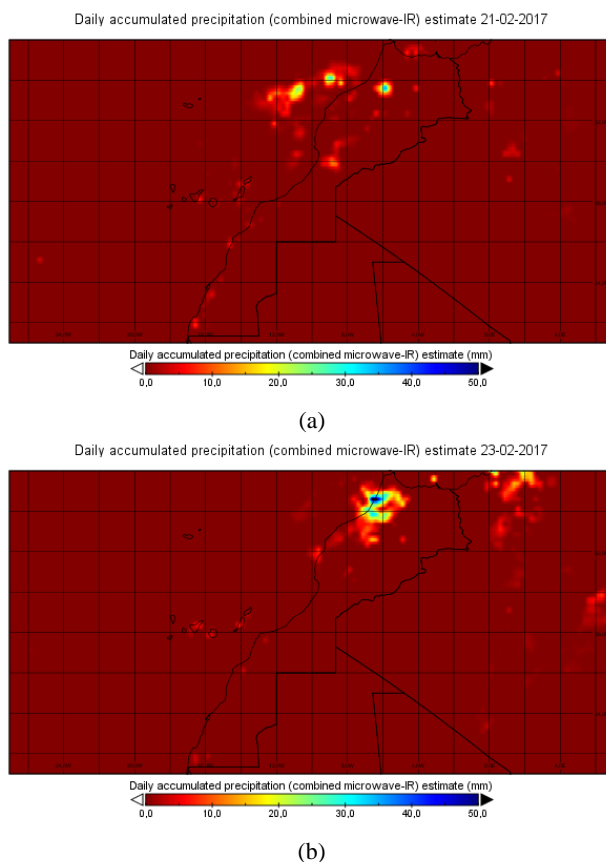 Daily accumulated precipitation (combined microwave-IR) estimate 21-02-2017
Daily accumulated precipitation (combined microwave-IR) estimate (mm)
0,0 10,0 20,0 30,0 40,0 50,0
(a)
Daily accumulated precipitation (combined microwave-IR) estimate 23-02-2017
Daily accumulated precipitation (combined microwave-IR) estimate (mm)
0,0 10,0 20,0 30,0 40,0 50,0
(b)